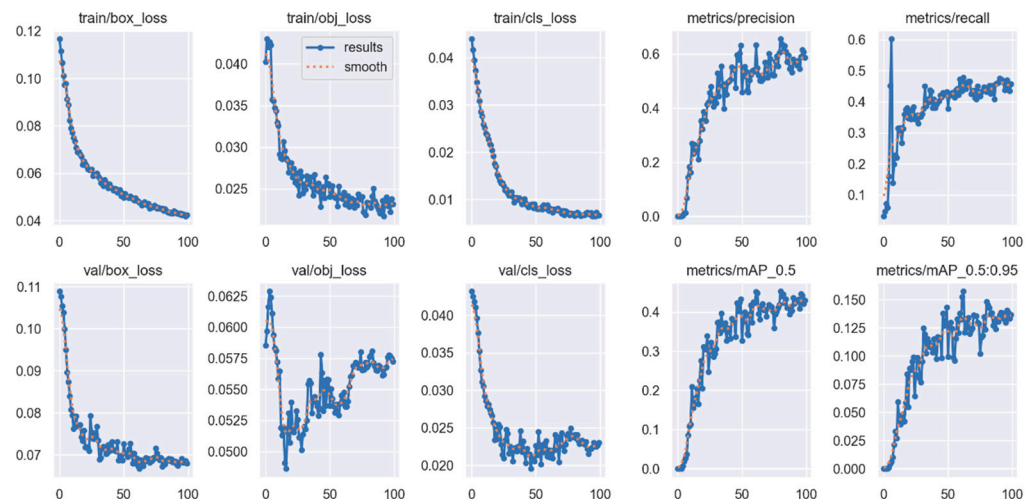 train/box_loss
train/obj_loss
train/cls_loss
metrics/precision
metrics/recall
0.12
0.11
0.10
0.09
0.08
0.07
0.06
0.05
0.04
0 50 100
0.040
0.035
0.030
0.025
results
smooth
0 50 100
0.04
0.03
0.02
0.01
0 50 100
0.6
0.4
0.2
0.0
0 50 100
0.6
0.5
0.4
0.3
0.2
0.1
0 50 100
val/box_loss
val/obj_loss
val/cls_loss
metrics/mAP_0.5
metrics/mAP_0.5:0.95
0.11
0.10
0.09
0.08
0.07
0 50 100
0.0625
0.0600
0.0575
0.0550
0.0525
0.0500
0 50 100
0.040
0.035
0.030
0.025
0.020
0 50 100
0.4
0.3
0.2
0.1
0.0
0 50 100
0.150
0.125
0.100
0.075
0.050
0.025
0.000
0 50 100